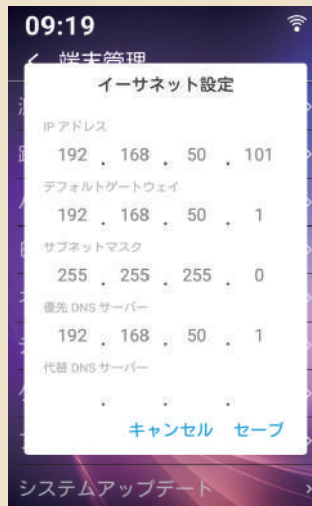 09:19
端末管理
イーサネット設定
IP アドレス
192 . 168 . 50 . 101
デフォルトゲートウェイ
192 . 168 . 50 . 1
サブネットマスク
255 . 255 . 255 . 0
優先 DNS サーバー
192 . 168 . 50 . 1
代替 DNS サーバー
. . .
キャンセル セーブ
システムアップデート